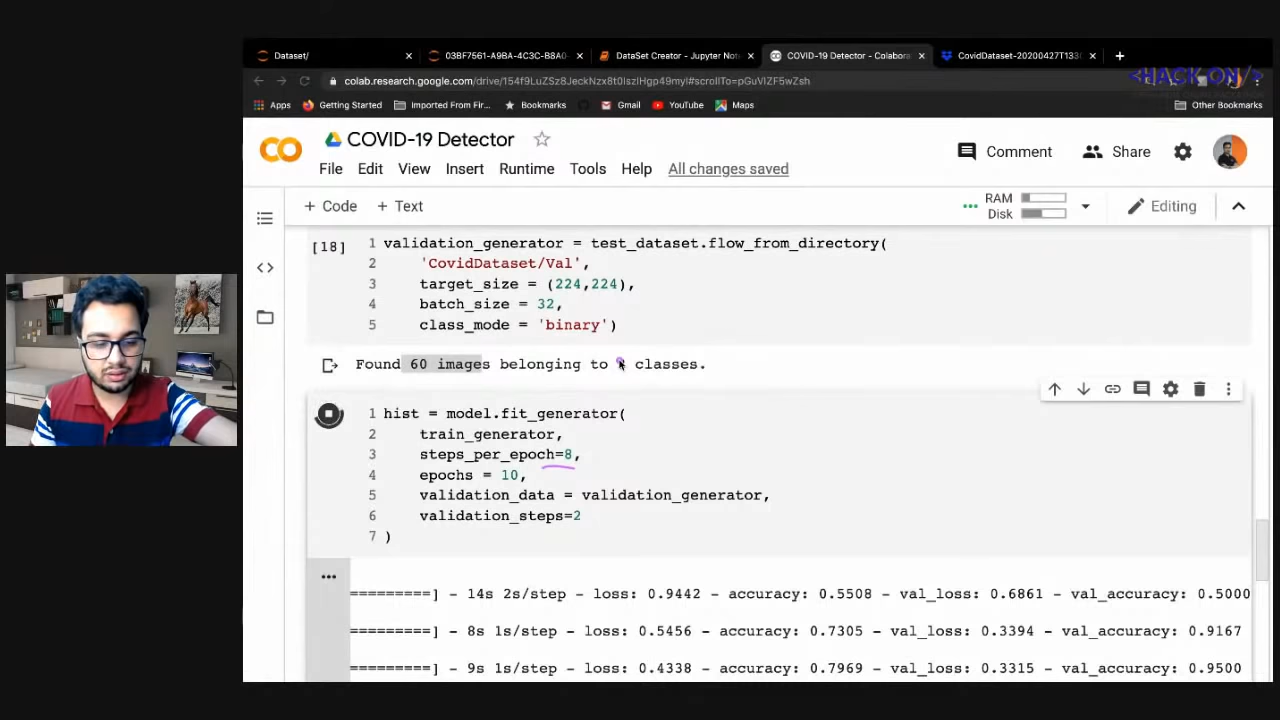 Dataset/
03BF7561-A9BA-4C3C-B8A0-
DataSet Creator - Jupyter Not
COVID-19 Detector - Colabora
CovidDataset-20200427T133
colab.research.google.com/drive/
<HACK ON/>
Apps Getting Started Imported From Fir... Bookmarks Gmail YouTube Maps Other Bookmarks
COVID-19 Detector
Comment Share
File Edit View Insert Runtime Tools Help All changes saved
+ Code + Text
RAM
Disk
Editing
[18] 1 validation_generator = test_dataset.flow_from_directory(
2 'CovidDataset/Val',
3 target_size = (224,224),
4 batch_size = 32,
5 class_mode = 'binary')
Found 60 images belonging to classes.
1 hist = model.fit_generator(
2 train_generator,
3 steps_per_epoch=8,
4 epochs = 10,
5 validation_data = validation_generator,
6 validation_steps=2
7 )
=========] - 14s 2s/step - loss: 0.9442 - accuracy: 0.5508 - val_loss: 0.6861 - val_accuracy: 0.5000
=========] - 8s 1s/step - loss: 0.5456 - accuracy: 0.7305 - val_loss: 0.3394 - val_accuracy: 0.9167
=========] - 9s 1s/step - loss: 0.4338 - accuracy: 0.7969 - val_loss: 0.3315 - val_accuracy: 0.9500